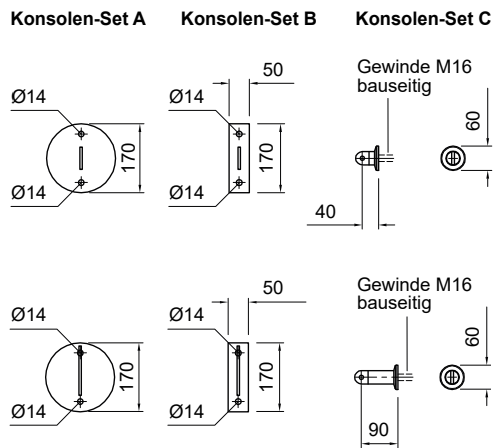 Konsolen-Set A
Konsolen-Set B
Konsolen-Set C
Ø14
170
Ø14
50
Ø14
170
Ø14
Gewinde M16
bauseitig
60
40
Ø14
170
Ø14
50
Ø14
170
Ø14
Gewinde M16
bauseitig
60
90